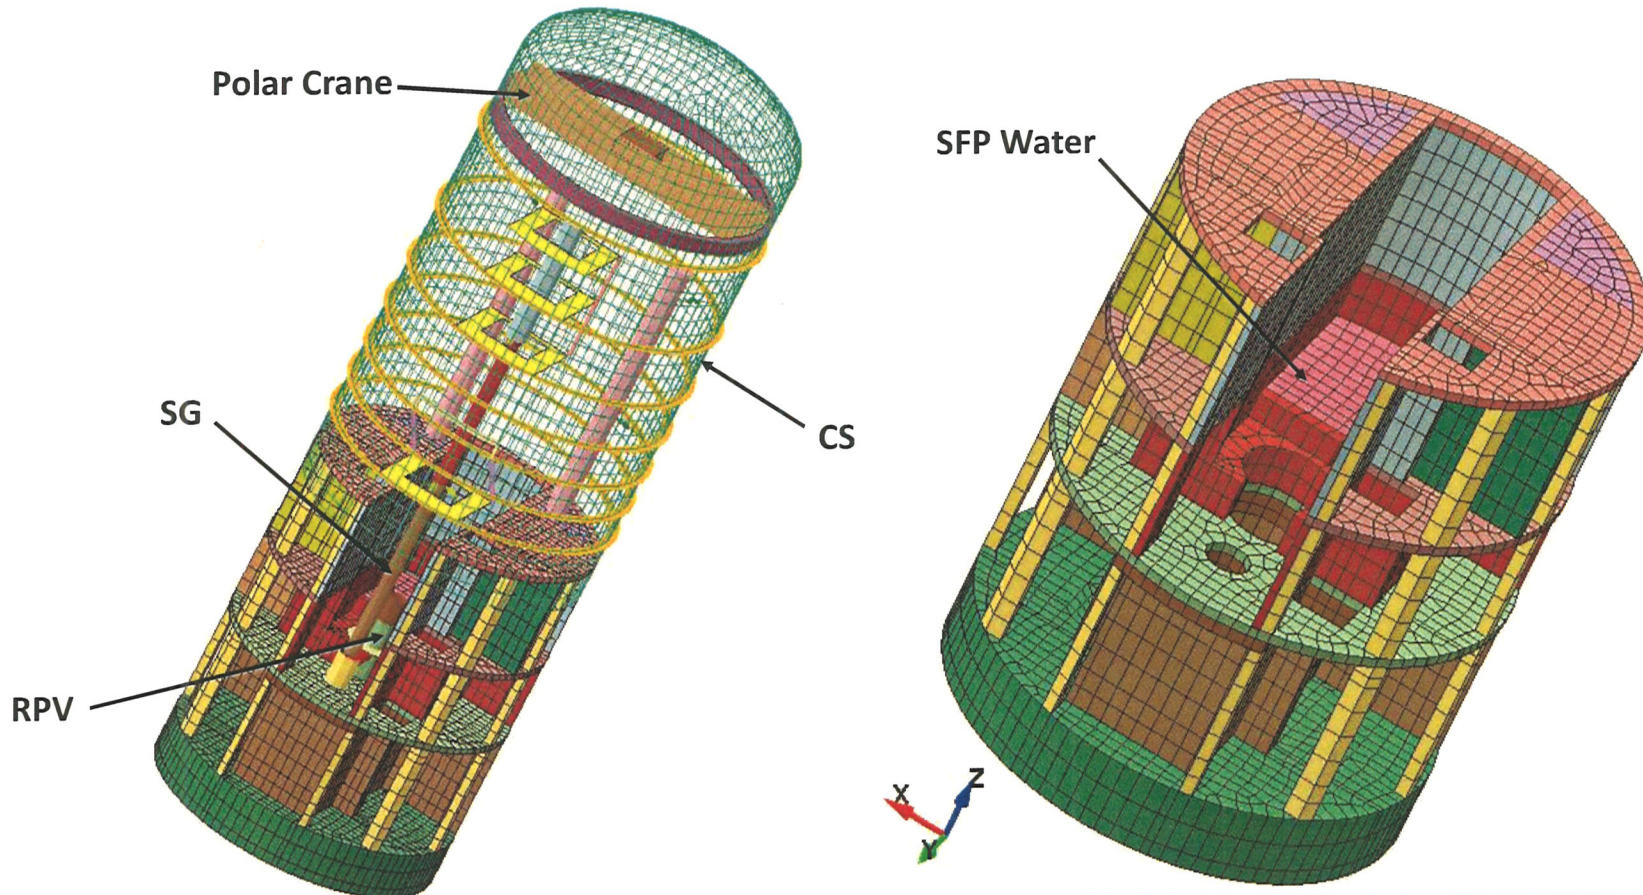 Polar Crane
SFP Water
SG
CS
RPV
X
Z
Y